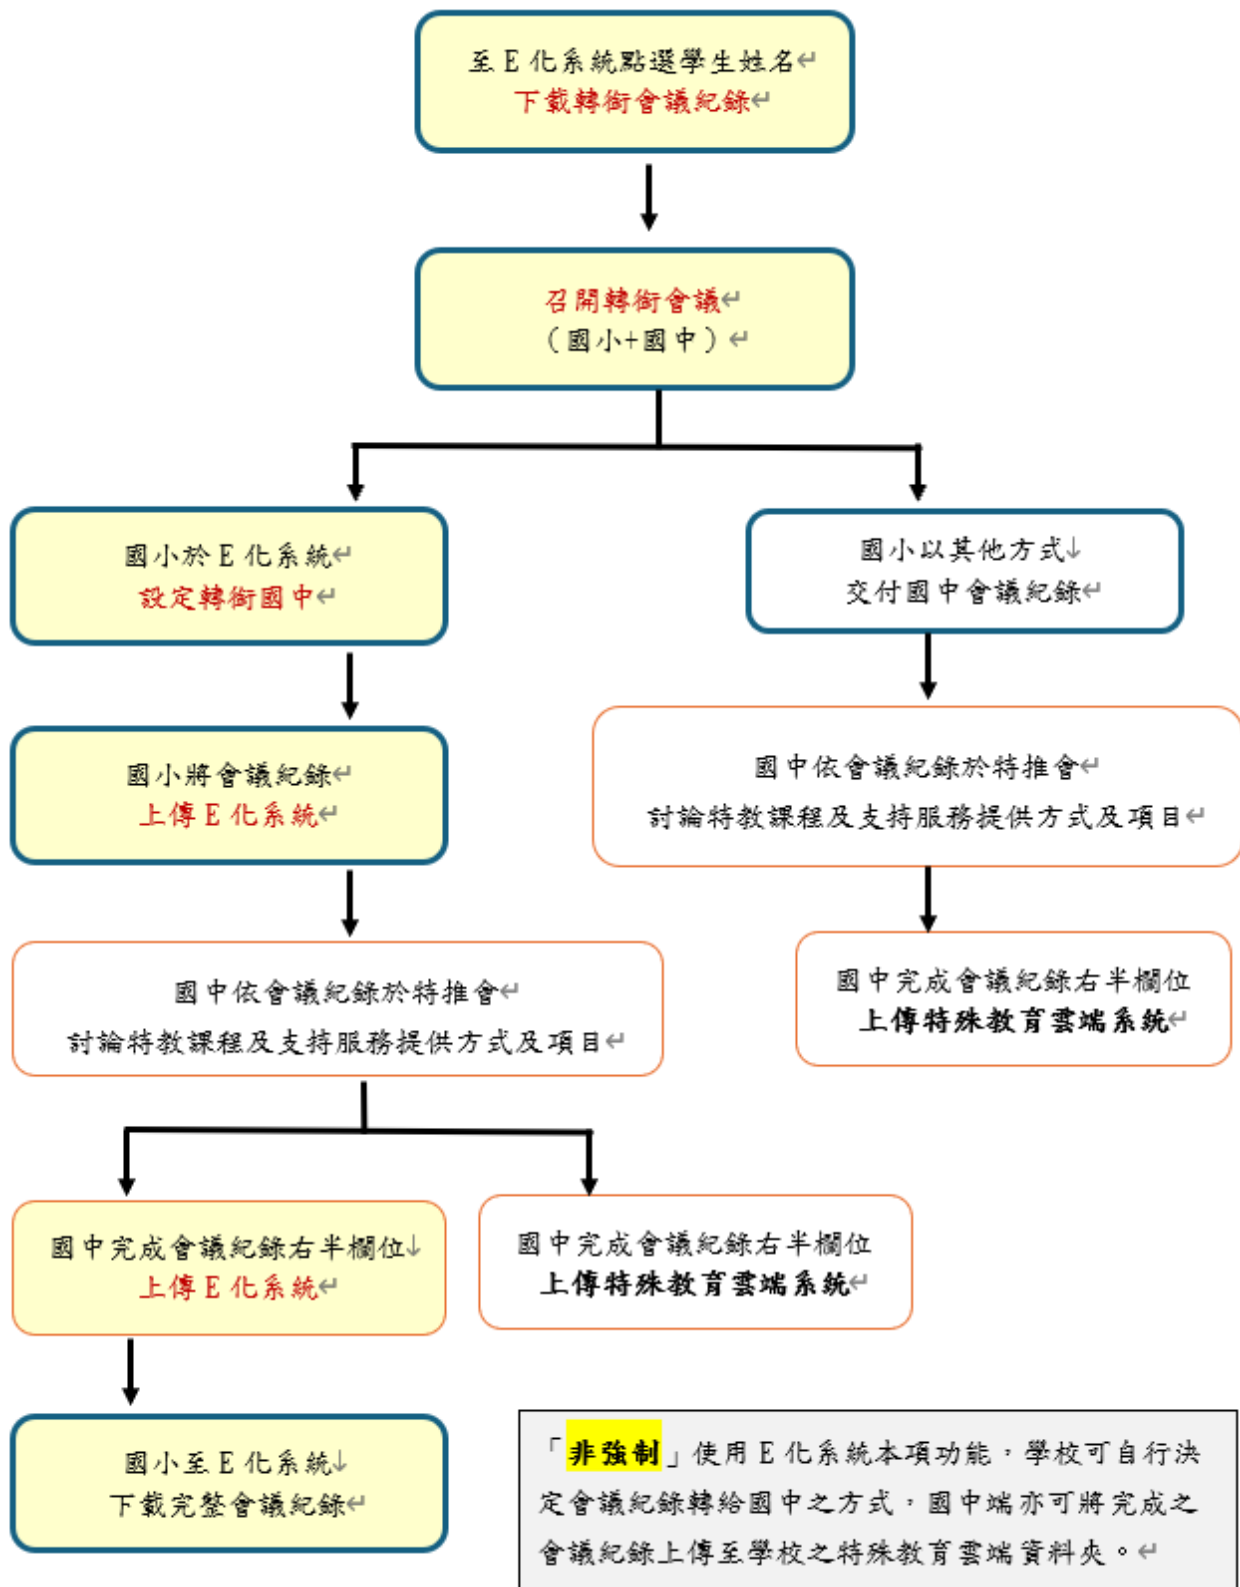 至 E 化系統點選學生姓名↵
下載轉銜會議紀錄↵
召開轉銜會議↵
（國小+國中）↵
國小於 E 化系統↵
設定轉銜國中↵
國小以其他方式↓
交付國中會議紀錄↵
國小將會議紀錄↵
上傳 E 化系統↵
國中依會議紀錄於特推會↵
討論特教課程及支持服務提供方式及項目↵
國中依會議紀錄於特推會↵
討論特教課程及支持服務提供方式及項目↵
國中完成會議紀錄右半欄位
上傳特殊教育雲端系統↵
國中完成會議紀錄右半欄位↓
上傳 E 化系統↵
國中完成會議紀錄右半欄位
上傳特殊教育雲端系統↵
國小至 E 化系統↓
下載完整會議紀錄↵
「非強制」使用 E 化系統本項功能，學校可自行決
定會議紀錄轉給國中之方式，國中端亦可將完成之
會議紀錄上傳至學校之特殊教育雲端資料夾。↵